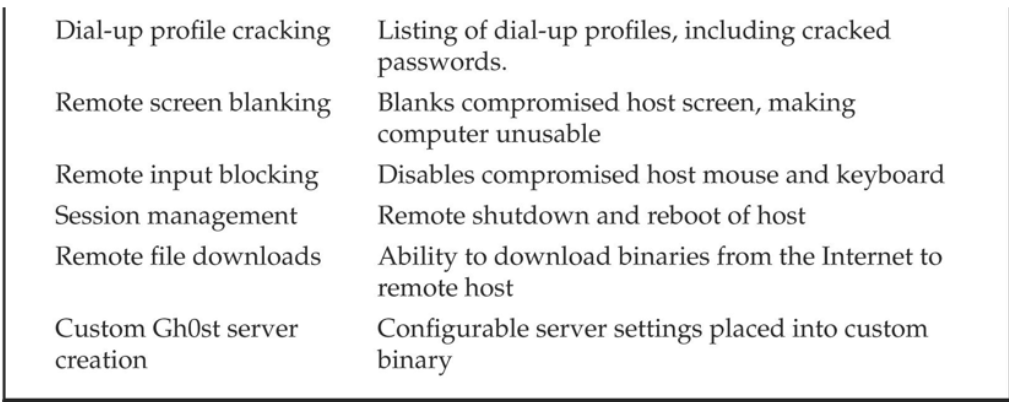 Dial-up profile cracking Listing of dial-up profiles, including cracked
passwords.
Remote screen blanking Blanks compromised host screen, making
computer unusable
Remote input blocking Disables compromised host mouse and keyboard
Session management Remote shutdown and reboot of host
Remote file downloads Ability to download binaries from the Internet to
remote host
Custom Gh0st server Configurable server settings placed into custom
creation binary